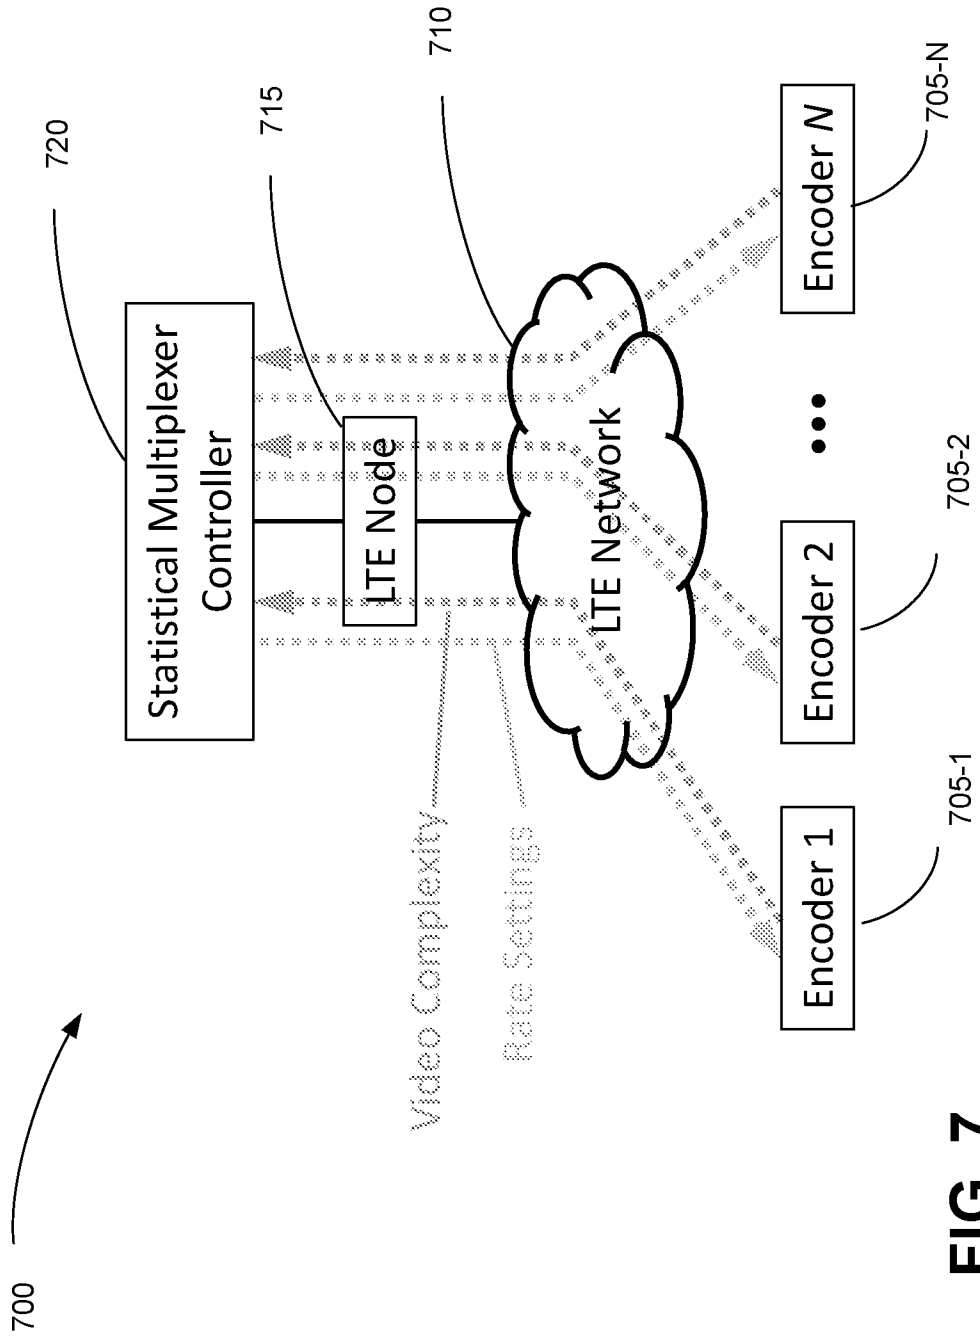 700
720
Statistical Multiplexer
Controller
715
LTE Node
710
Video Complexity
Rate Settings
LTE Network
Encoder 1
705-1
Encoder 2
705-2
•••
Encoder N
705-N
FIG. 7